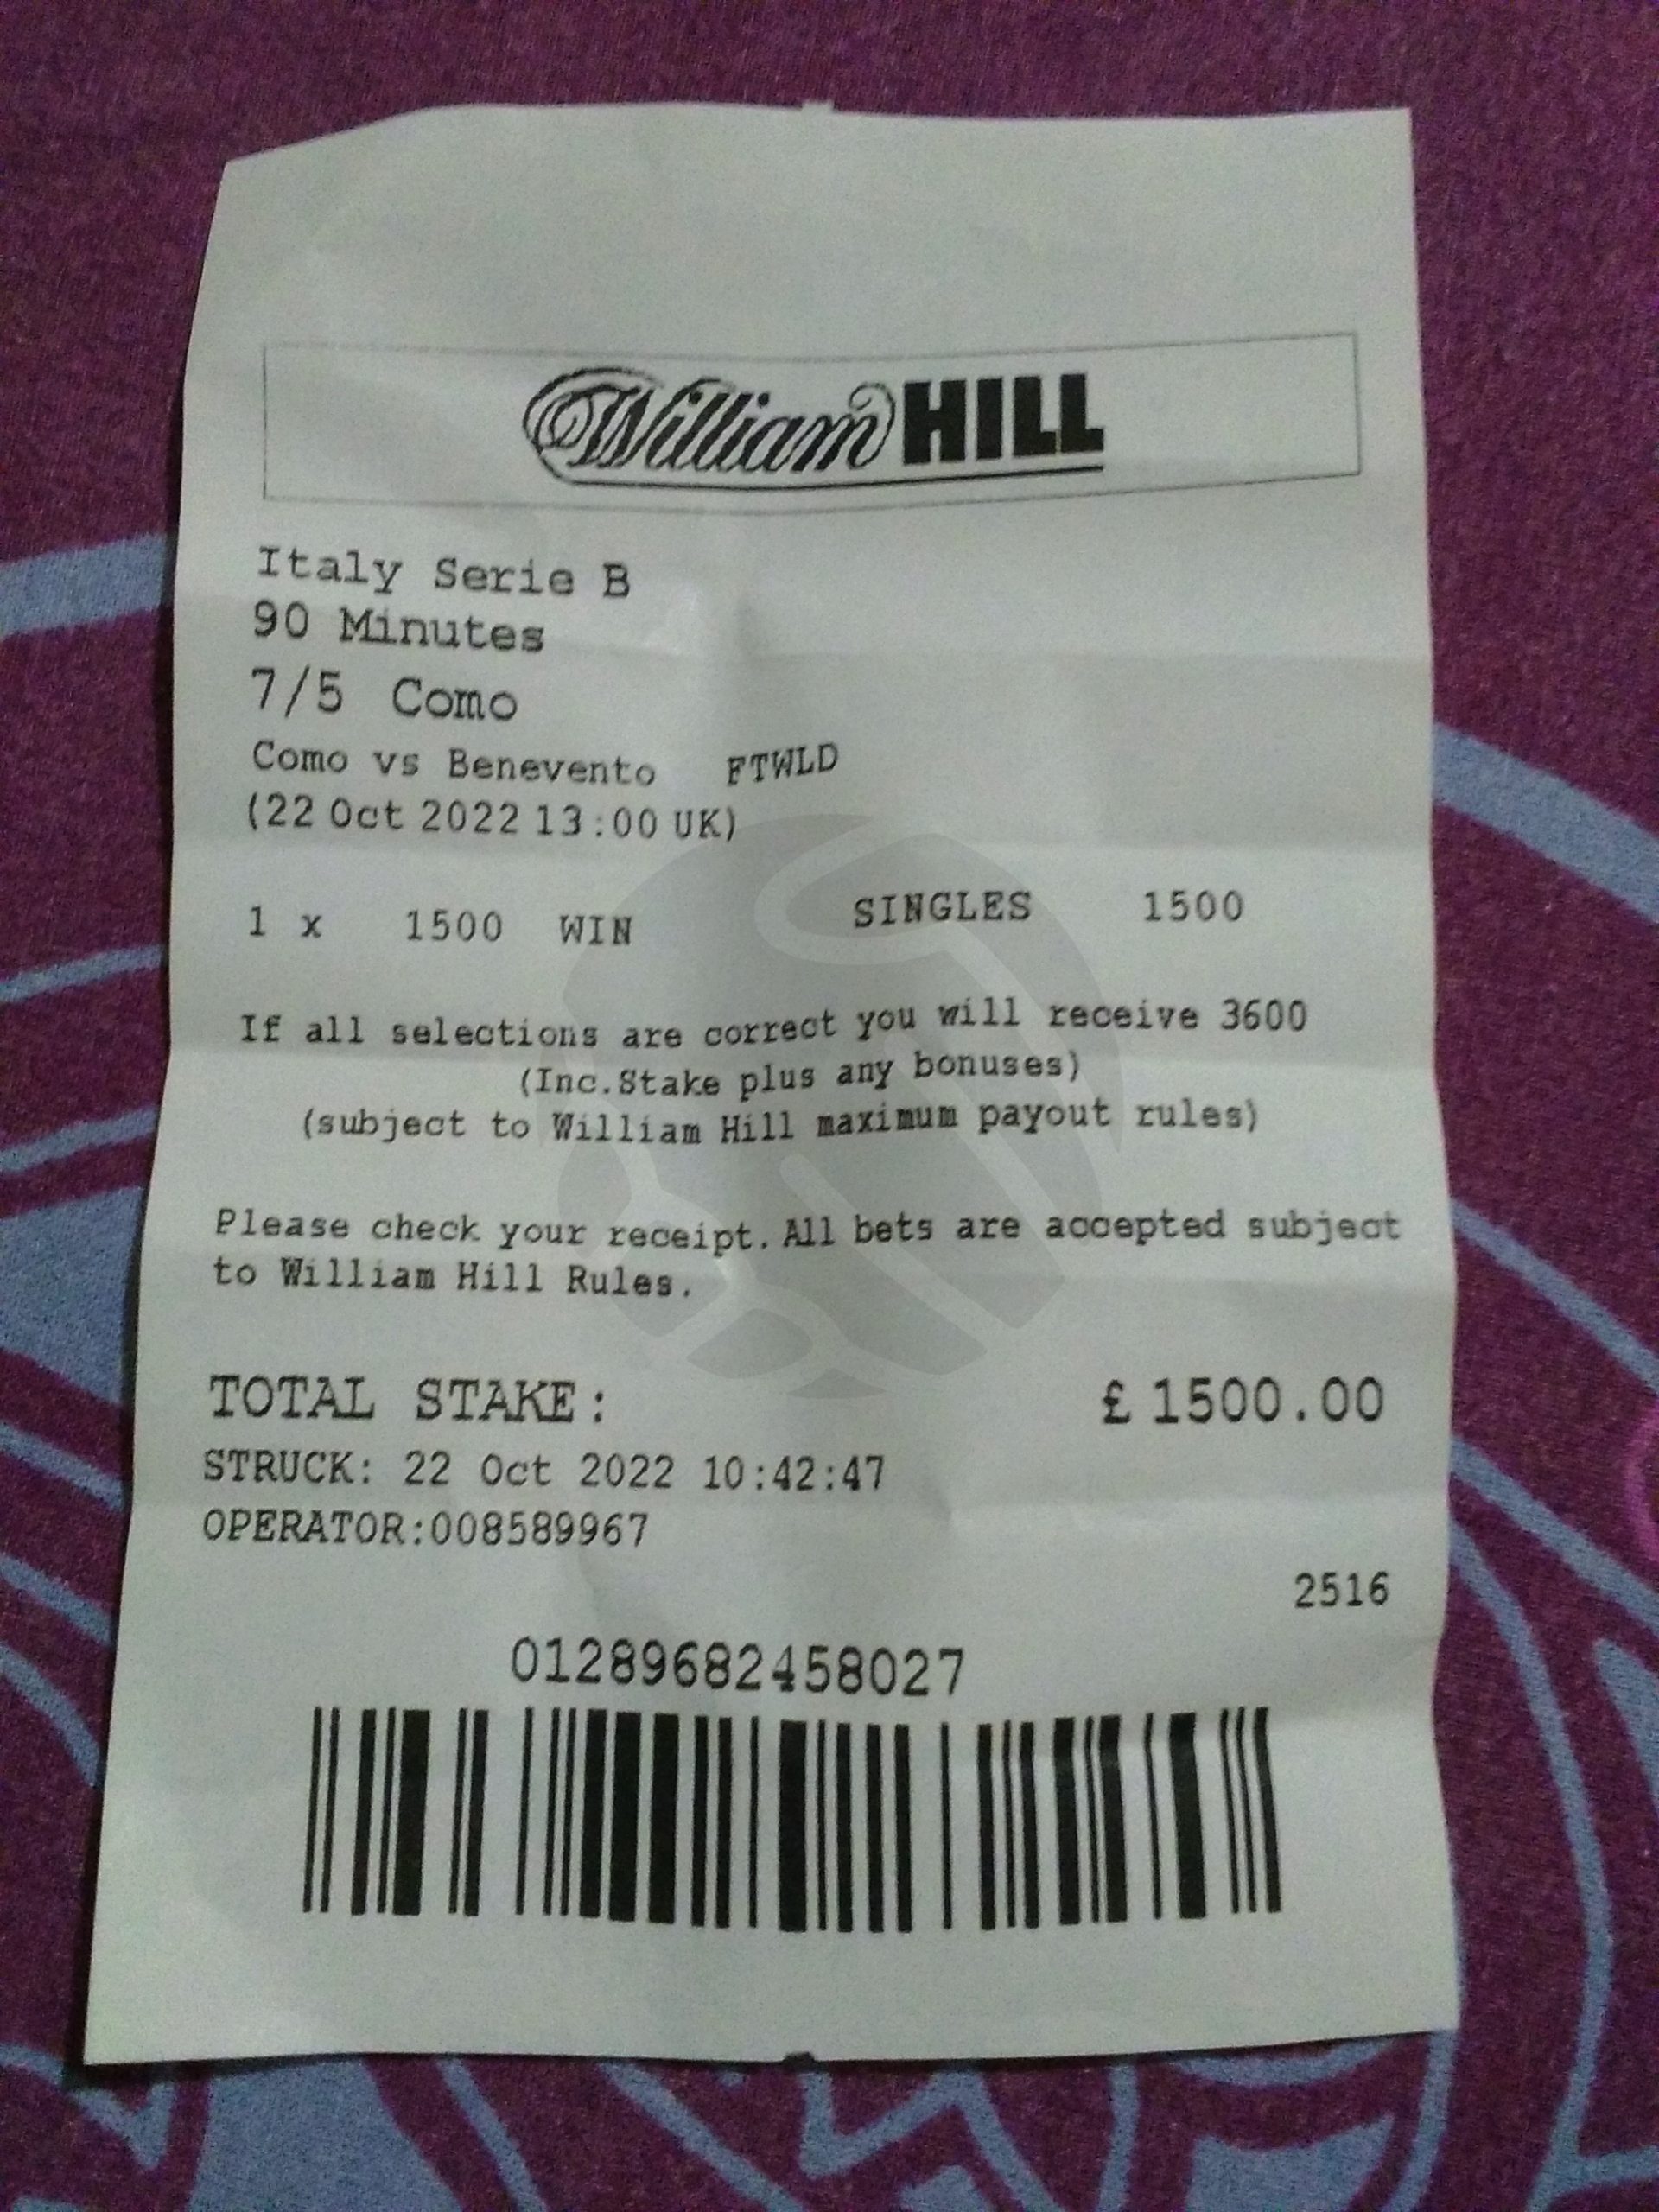 William HILL
Italy Serie B
90 Minutes
7/5 Como
Como vs Benevento FTWLD
(22 Oct 2022 13:00 UK)
1 x 1500 WIN SINGLES 1500
If all selections are correct you will receive 3600
(Inc.Stake plus any bonuses)
(subject to William Hill maximum payout rules)
Please check your receipt. All bets are accepted subject
to William Hill Rules.
TOTAL STAKE: £ 1500.00
STRUCK: 22 Oct 2022 10:42:47
OPERATOR:008589967
2516
01289682458027